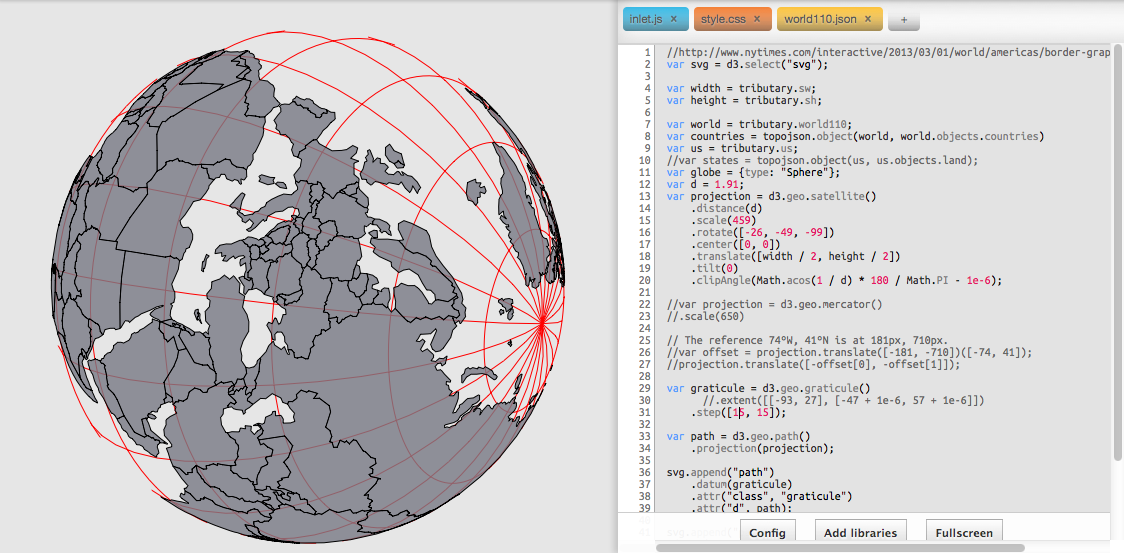 inlet.js × style.css × world110.json × +
1 //http://www.nytimes.com/interactive/2013/03/01/world/americas/border-grap
2 var svg = d3.select("svg");
3
4 var width = tributary.sw;
5 var height = tributary.sh;
6
7 var world = tributary.world110;
8 var countries = topojson.object(world, world.objects.countries)
9 var us = tributary.us;
10 //var states = topojson.object(us, us.objects.land);
11 var globe = {type: "Sphere"};
12 var d = 1.91;
13 var projection = d3.geo.satellite()
14 .distance(d)
15 .scale(459)
16 .rotate([-26, -49, -99])
17 .center([0, 0])
18 .translate([width / 2, height / 2])
19 .tilt(0)
20 .clipAngle(Math.acos(1 / d) * 180 / Math.PI - 1e-6);
21
22 //var projection = d3.geo.mercator()
23 //.scale(650)
24
25 // The reference 74°W, 41°N is at 181px, 710px.
26 //var offset = projection.translate([-181, -710])([-74, 41]);
27 //projection.translate([-offset[0], -offset[1]]);
28
29 var graticule = d3.geo.graticule()
30 //.extent([[-93, 27], [-47 + 1e-6, 57 + 1e-6]])
31 .step([15, 15]);
32
33 var path = d3.geo.path()
34 .projection(projection);
35
36 svg.append("path")
37 .datum(graticule)
38 .attr("class", "graticule")
39 .attr("d", path);
Config Add libraries Fullscreen